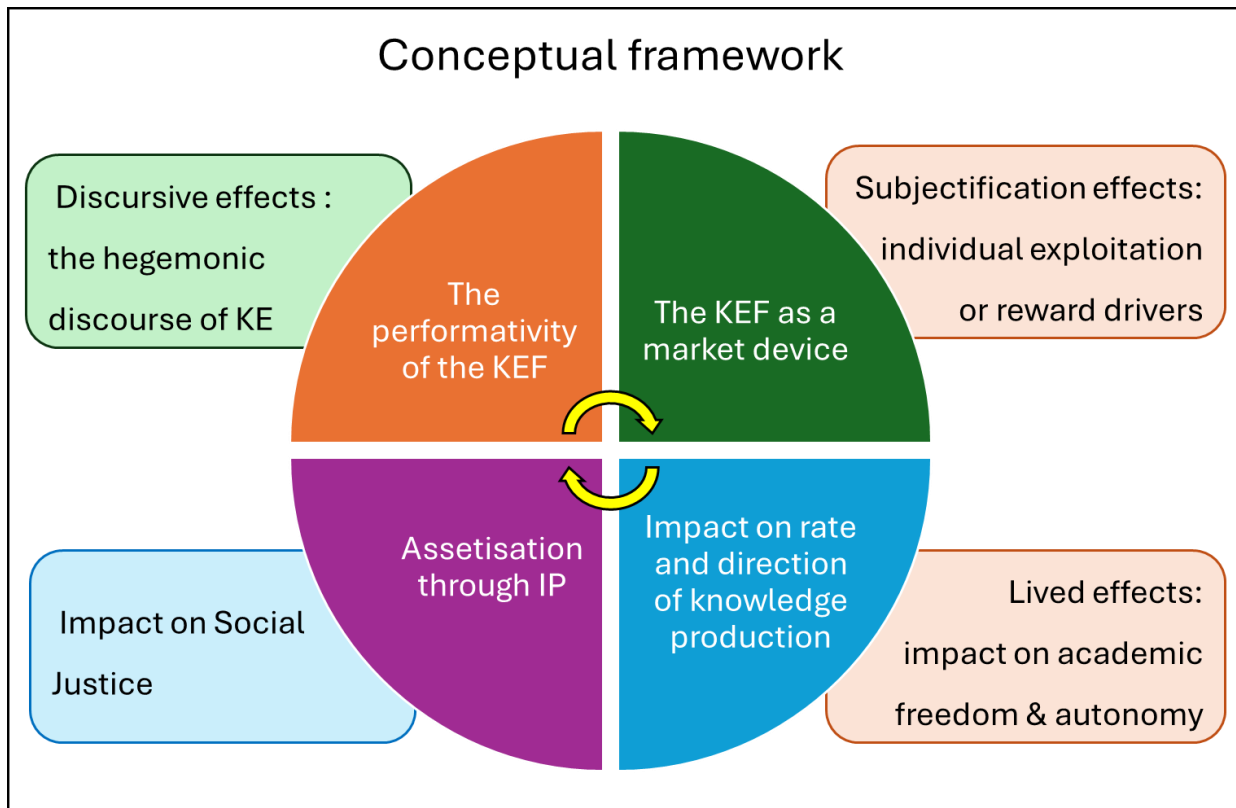 Conceptual framework
Discursive effects :
the hegemonic
discourse of KE
The
performativity
of the KEF
The KEF as a
market device
Subjectification effects:
individual exploitation
or reward drivers
Impact on Social
Justice
Assetisation
through IP
Impact on rate
and direction
of knowledge
production
Lived effects:
impact on academic
freedom & autonomy